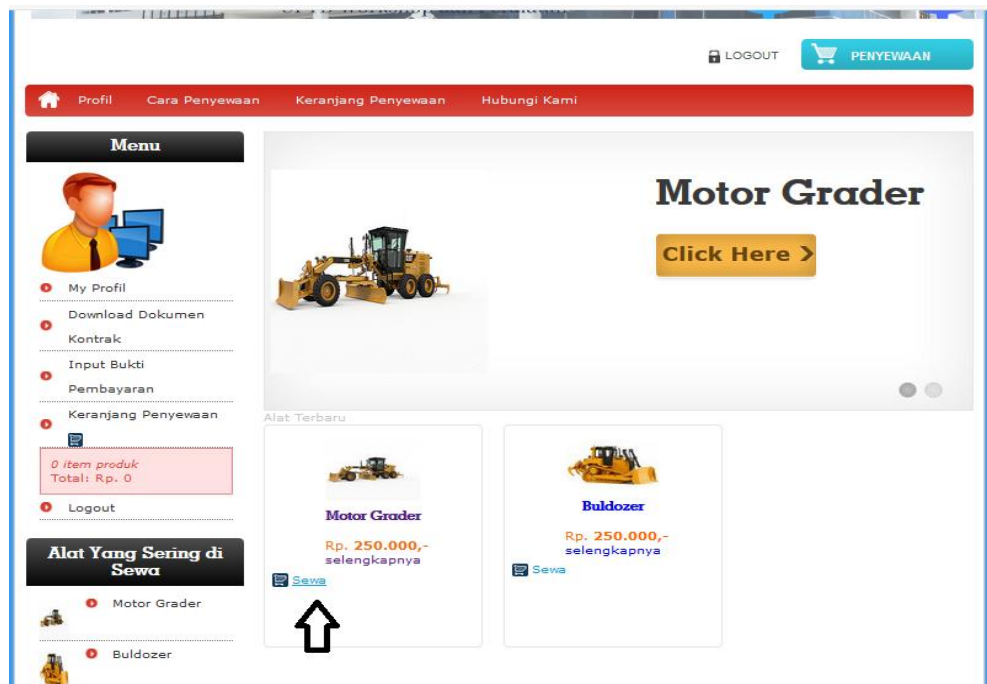 LOGOUT
PENYEWAAN
Profil
Cara Penyewaan
Keranjang Penyewaan
Hubungi Kami
Menu
My Profil
Download Dokumen
Kontrak
Input Bukti
Pembayaran
Keranjang Penyewaan
0 item produk
Total: Rp. 0
Logout
Alat Yang Sering di
Sewa
Motor Grader
Buldozer
Motor Grader
Click Here
Alat Terbaru
Motor Grader
Rp. 250.000,-
selengkapnya
Sewa
Buldozer
Rp. 250.000,-
selengkapnya
Sewa